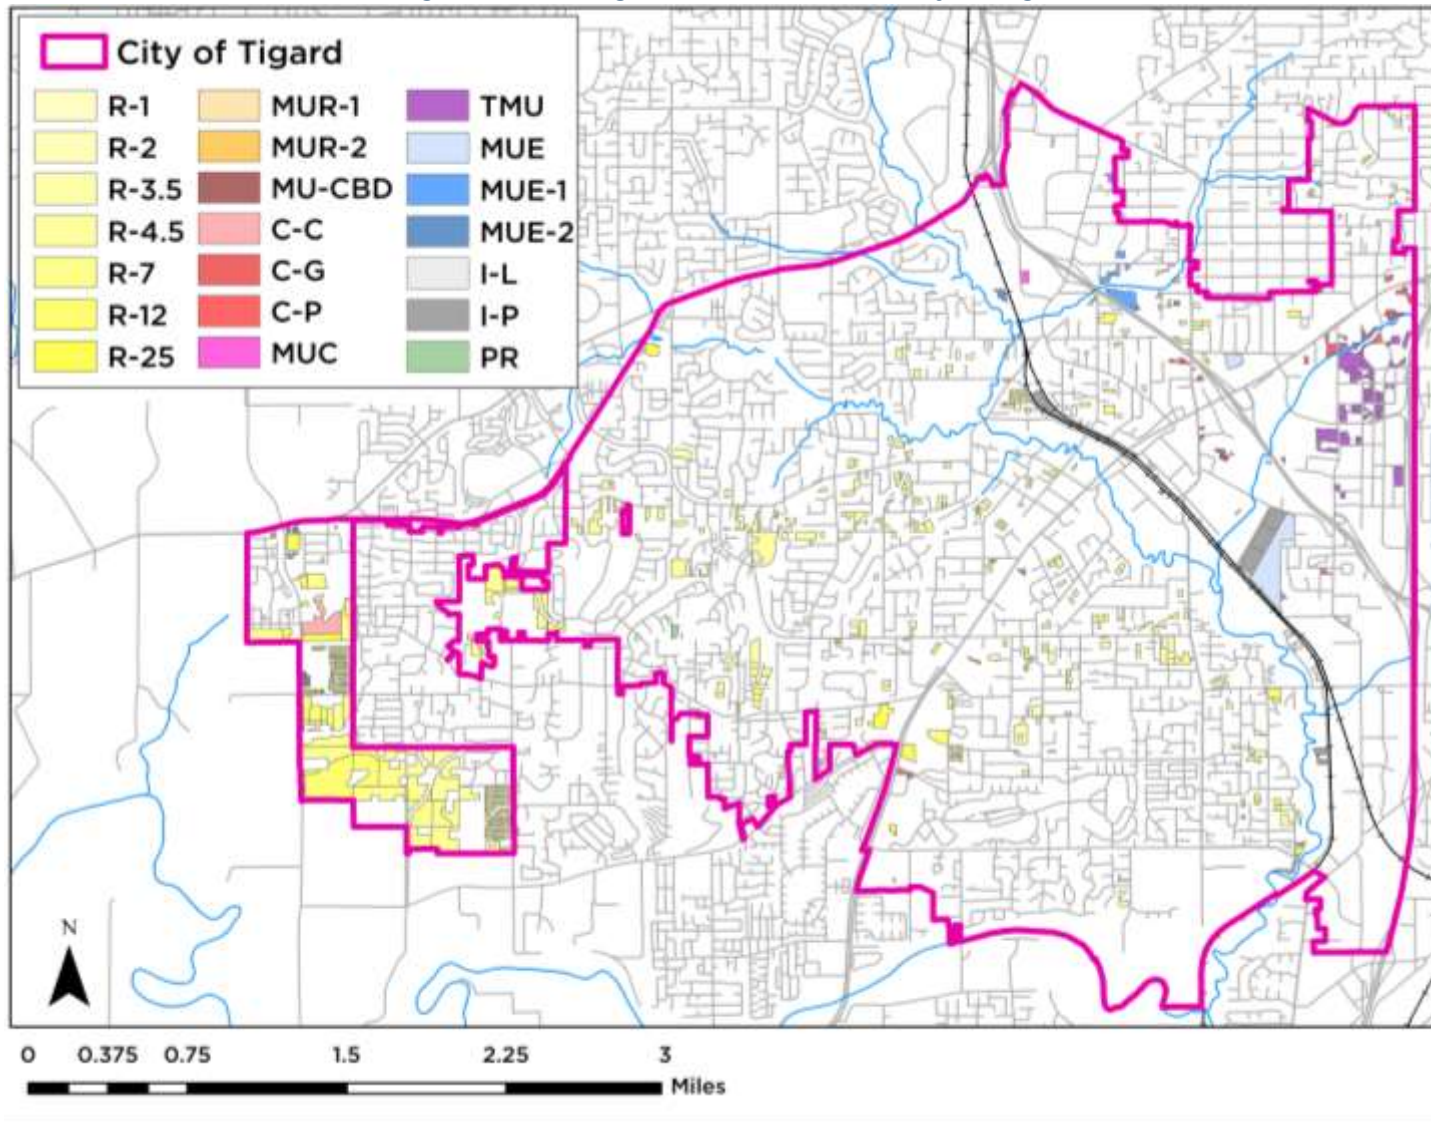 City of Tigard
R-1 MUR-1 TMU
R-2 MUR-2 MUE
R-3.5 MU-CBD MUE-1
R-4.5 C-C MUE-2
R-7 C-G I-L
R-12 C-P I-P
R-25 MUC PR
N
0 0.375 0.75 1.5 2.25 3
Miles